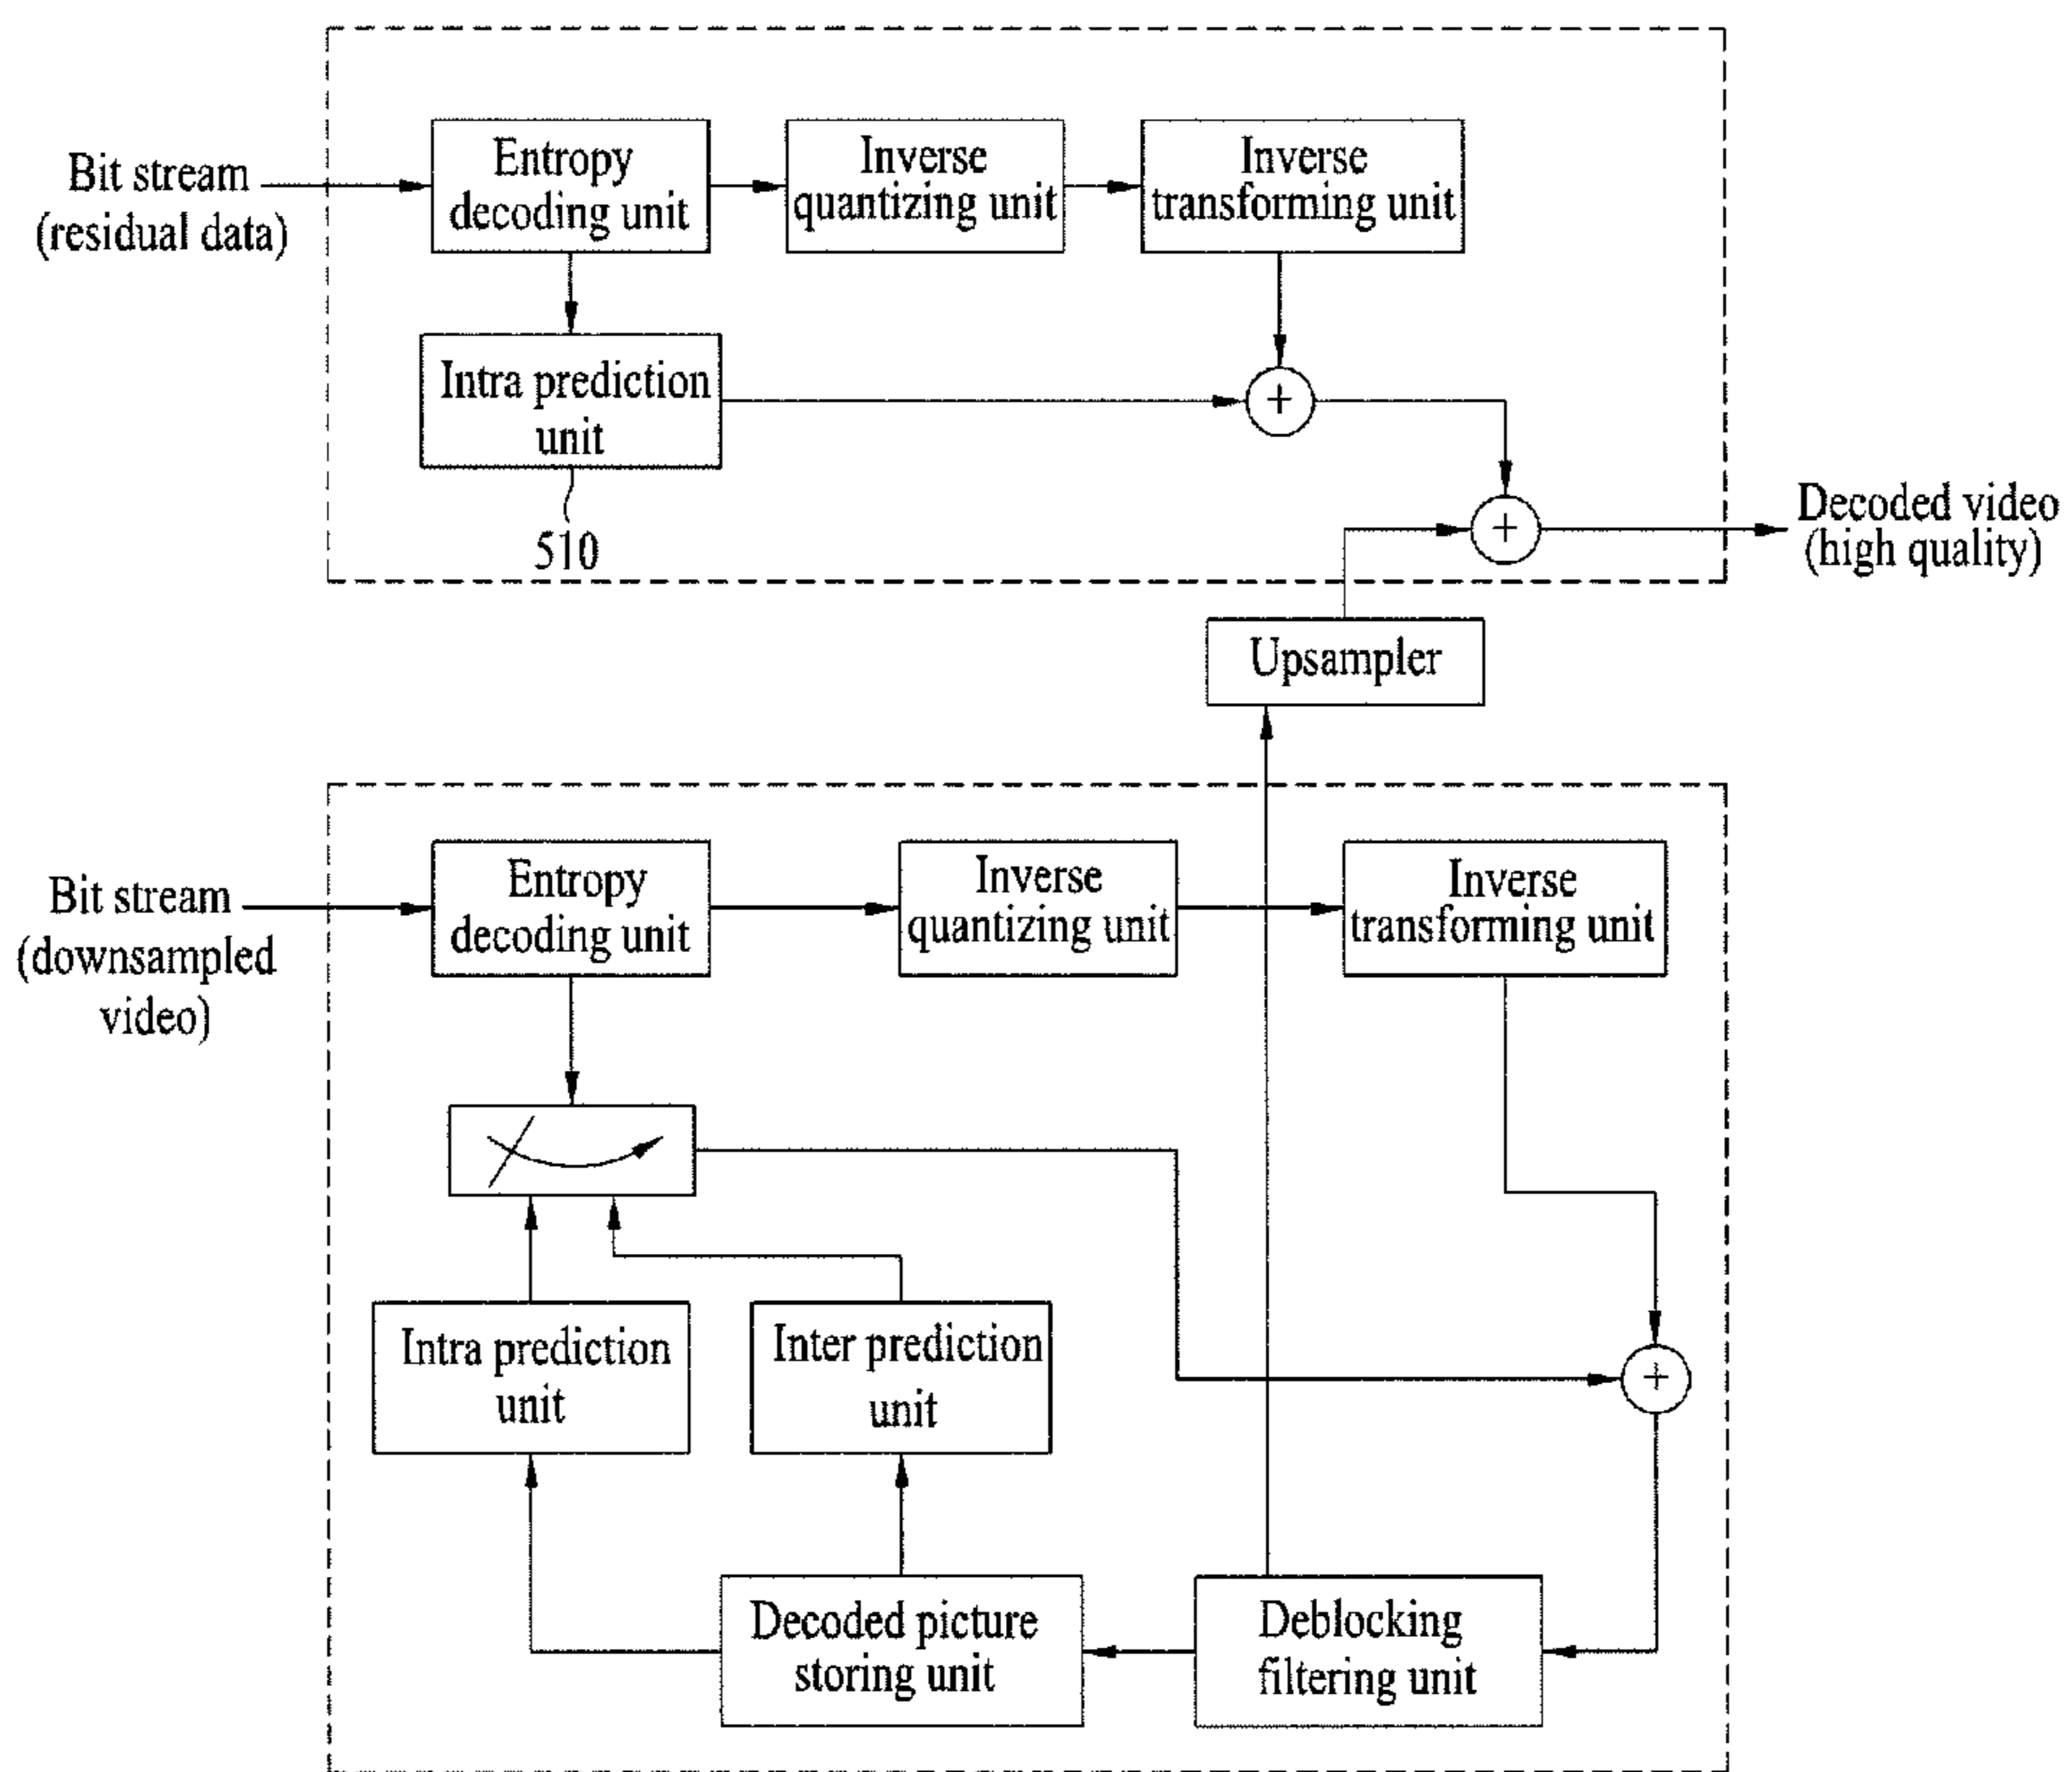 Bit stream
(residual data)
Entropy
decoding unit
Inverse
quantizing unit
Inverse
transforming unit
Intra prediction
unit
+
510
+
Decoded video
(high quality)
Upsampler
Bit stream
(downsampled
video)
Entropy
decoding unit
Inverse
quantizing unit
Inverse
transforming unit
Intra prediction
unit
Inter prediction
unit
+
Decoded picture
storing unit
Deblocking
filtering unit